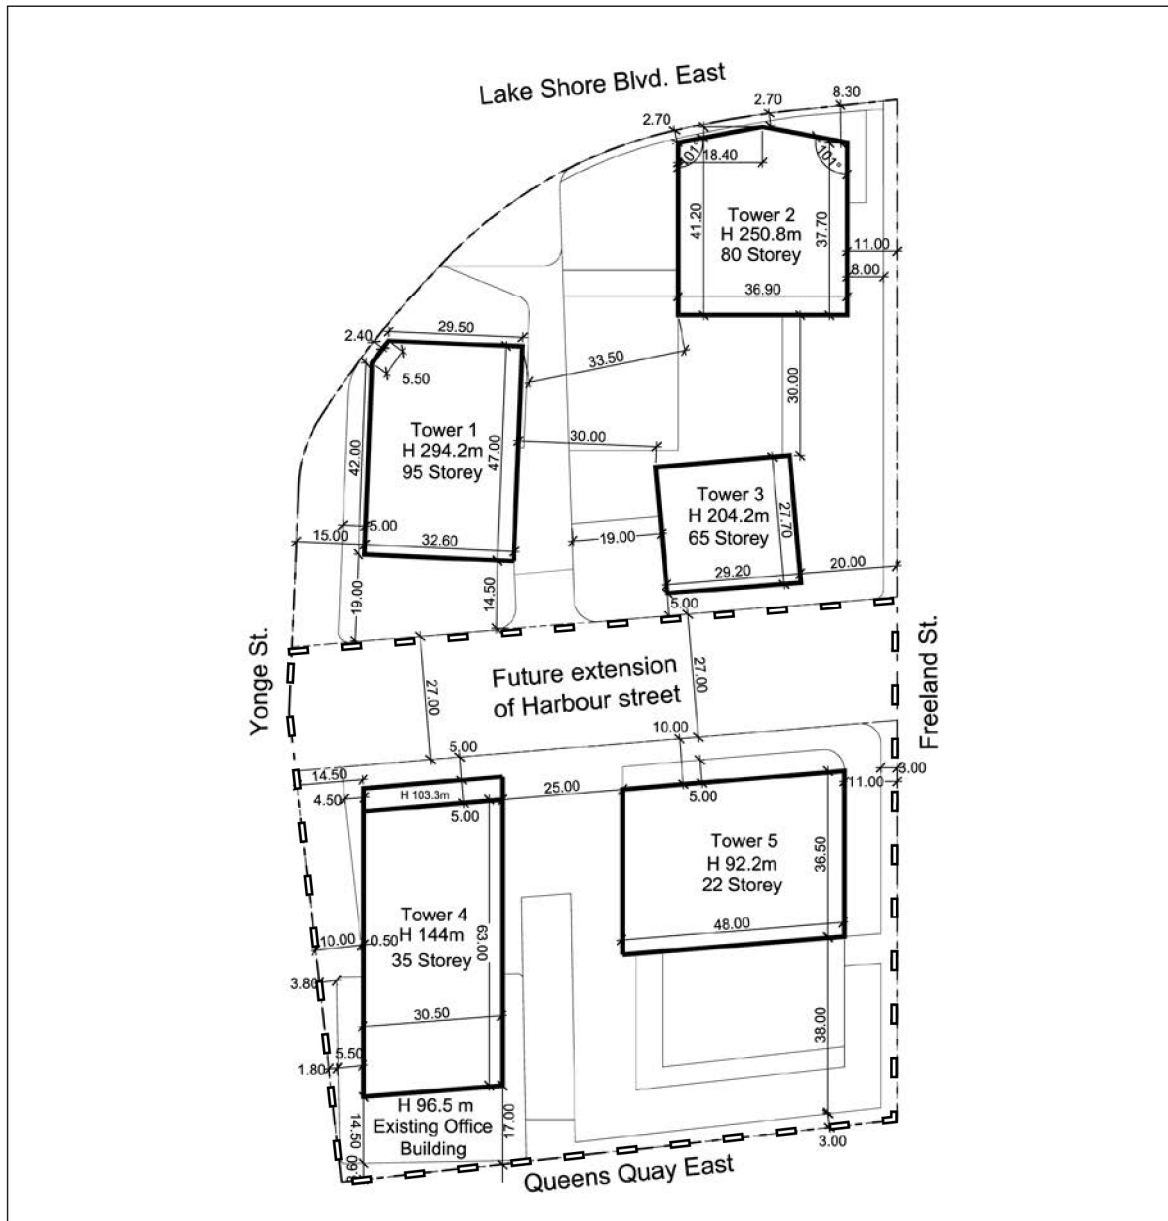 Lake Shore Blvd. East
2.70
8.30
2.70
101°
18.40
101°
41.20
37.70
Tower 2
H 250.8m
80 Storey
11.00
8.00
36.90
29.50
2.40
5.50
33.50
30.00
42.00
47.00
Tower 1
H 294.2m
95 Storey
30.00
Tower 3
H 204.2m
65 Storey
27.70
5.00
15.00
32.60
19.00
29.20
20.00
19.00
14.50
5.00
Yonge St.
Freeland St.
Future extension
of Harbour street
27.00
27.00
10.00
5.00
14.50
3.00
11.00
25.00
H 103.3m
4.50
5.00
5.00
Tower 5
H 92.2m
22 Storey
36.50
48.00
Tower 4
H 144m
35 Storey
63.00
10.00
0.50
3.80
30.50
38.00
5.50
1.80
H 96.5 m
Existing Office
Building
14.50
17.00
3.00
Queens Quay East